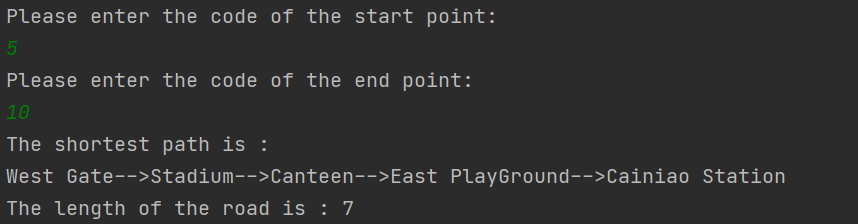 Please enter the code of the start point:
5
Please enter the code of the end point:
10
The shortest path is :
West Gate-->Stadium-->Canteen-->East PlayGround-->Cainiao Station
The length of the road is : 7